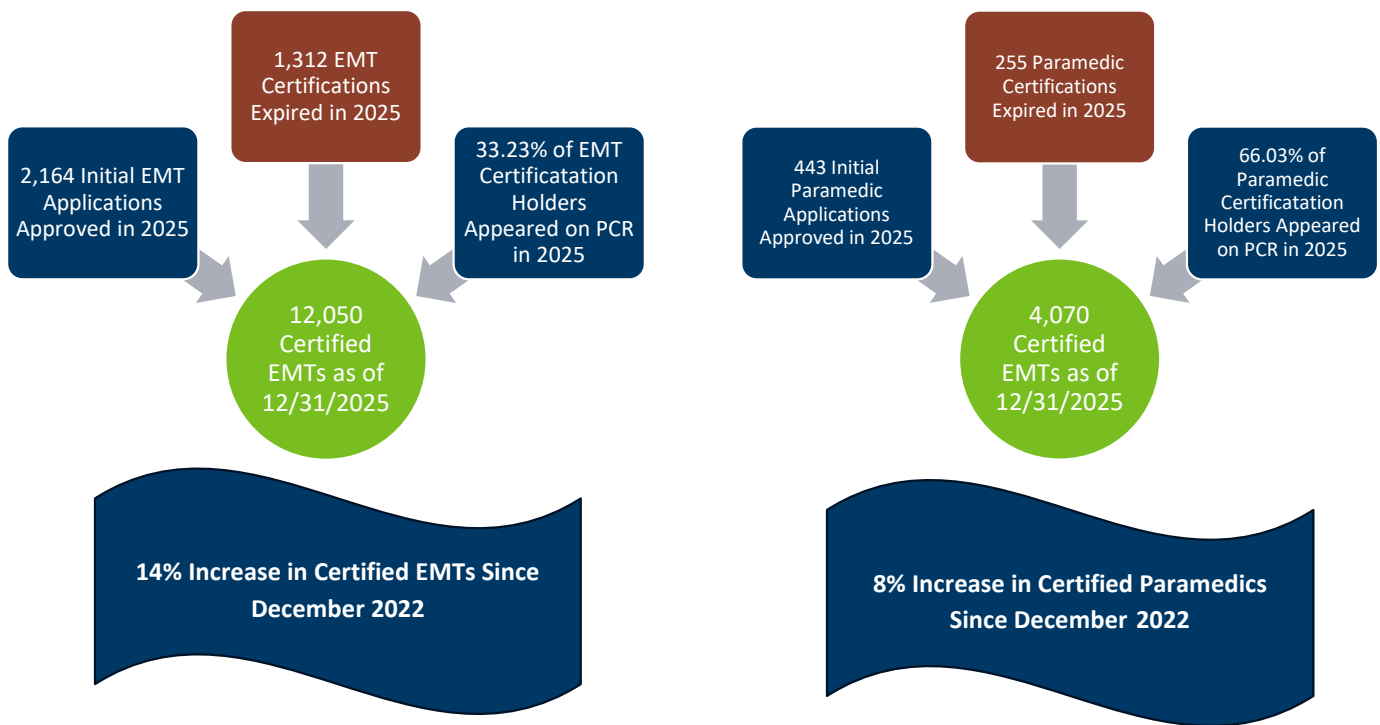 1,312 EMT
Certifications
Expired in 2025
2,164 Initial EMT
Applications
Approved in 2025
33.23% of EMT
Certificatation
Holders
Appeared on PCR
in 2025
12,050
Certified
EMTs as of
12/31/2025
14% Increase in Certified EMTs Since
December 2022
255 Paramedic
Certifications
Expired in 2025
443 Initial
Paramedic
Applications
Approved in 2025
66.03% of
Paramedic
Certificatation
Holders Appeared
on PCR in 2025
4,070
Certified
EMTs as of
12/31/2025
8% Increase in Certified Paramedics
Since December 2022